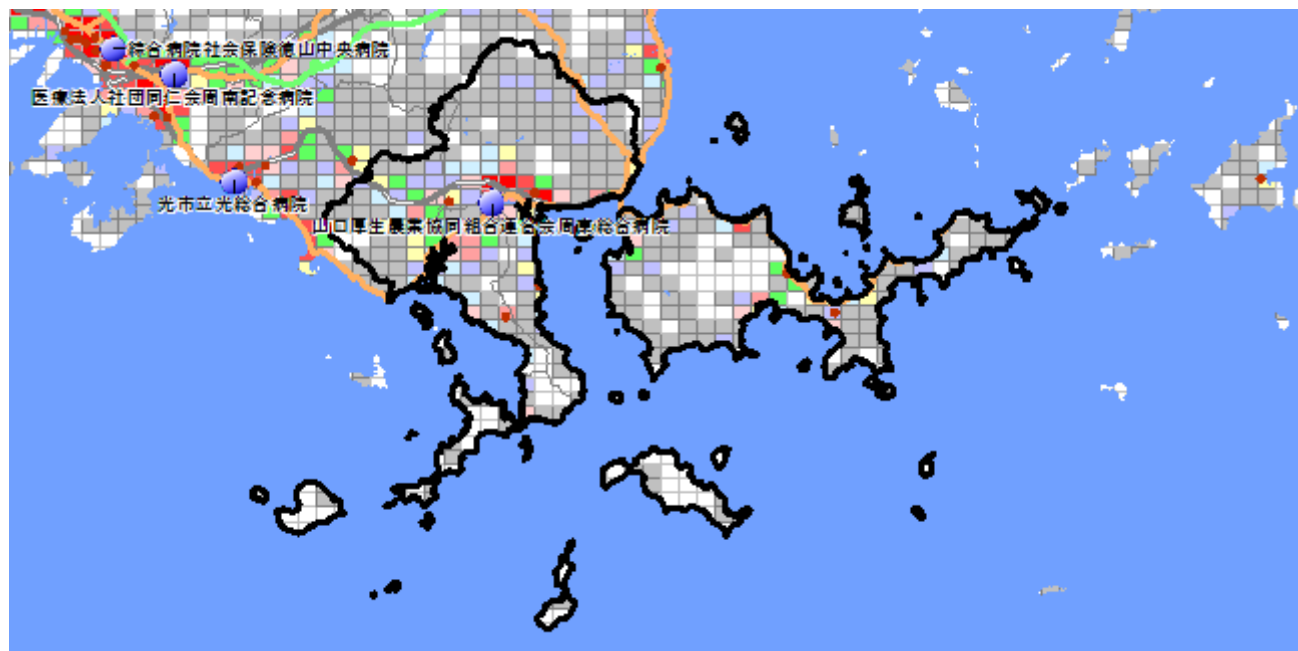 綜合病院社会保険徳山中央病院
医療法人社団同仁会周南記念病院
光市立光総合病院
山口厚生農業協同組合連合会周東総合病院